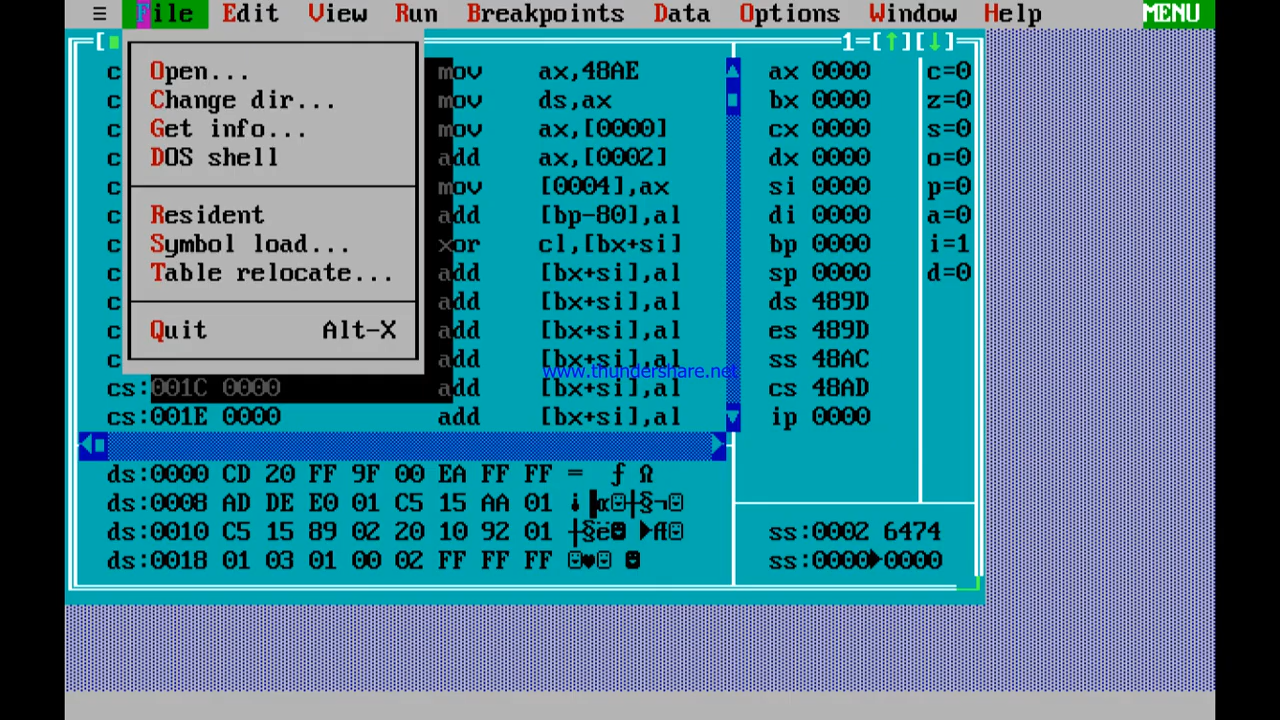 ≡ File Edit View Run Breakpoints Data Options Window Help MENU
[■ 1=[↑][↓]
Open...
Change dir...
Get info...
DOS shell
Resident
Symbol load...
Table relocate...
Quit Alt-X
c mov ax,48AE
c mov ds,ax
c mov ax,[0000]
c add ax,[0002]
c mov [0004],ax
c add [bp-80],al
c xor cl,[bx+si]
c add [bx+si],al
c add [bx+si],al
c add [bx+si],al
c add [bx+si],al
cs:001C 0000 add [bx+si],al
cs:001E 0000 add [bx+si],al
www.thundershare.net
ax 0000 c=0
bx 0000 z=0
cx 0000 s=0
dx 0000 o=0
si 0000 p=0
di 0000 a=0
bp 0000 i=1
sp 0000 d=0
ds 489D
es 489D
ss 48AC
cs 48AD
ip 0000
ds:0000 CD 20 FF 9F 00 EA FF FF = ƒ Ω
ds:0008 AD DE E0 01 C5 15 AA 01 ¡▐α☺┼§¬☺
ds:0010 C5 15 89 02 20 10 92 01 ┼§ë☻ ►Æ☺
ds:0018 01 03 01 00 02 FF FF FF ☺♥☺ ☻
ss:0002 6474
ss:0000►0000